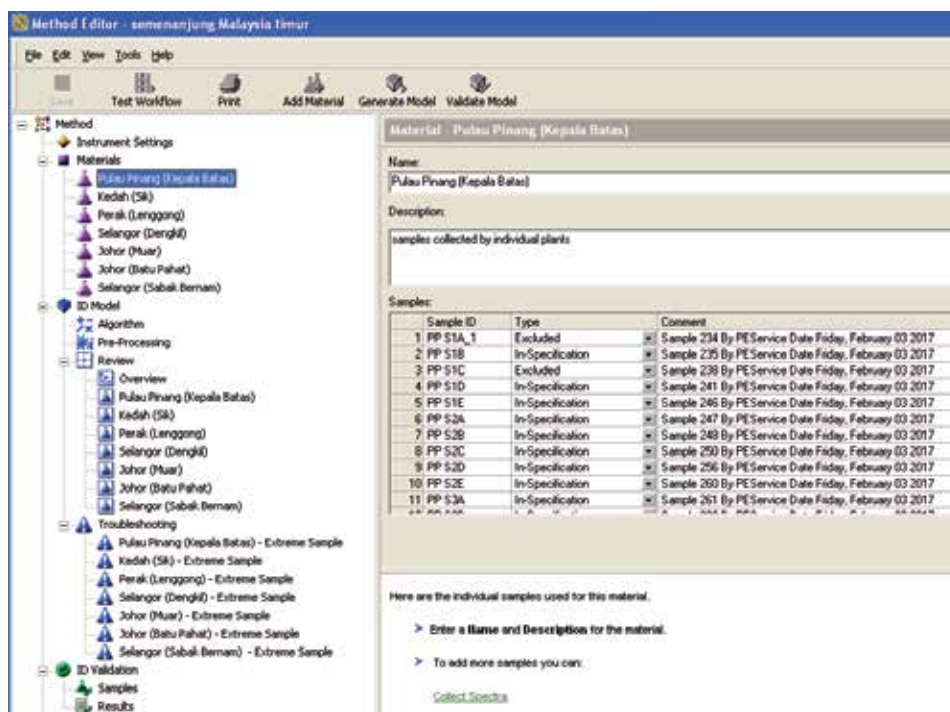 Method Editor - semenanjung Malaysia timur
File Edit View Tools Help
Save Test Workflow Print Add Material Generate Model Validate Model
Method
Instrument Settings
Materials
Pulau Pinang (Kepala Batas)
Kedah (Sik)
Perak (Lenggong)
Selangor (Dengkil)
Johor (Muar)
Johor (Batu Pahat)
Selangor (Sabak Bernam)
ID Model
Algorithm
Pre-Processing
Review
Overview
Pulau Pinang (Kepala Batas)
Kedah (Sik)
Perak (Lenggong)
Selangor (Dengkil)
Johor (Muar)
Johor (Batu Pahat)
Selangor (Sabak Bernam)
Troubleshooting
Pulau Pinang (Kepala Batas) - Extreme Sample
Kedah (Sik) - Extreme Sample
Perak (Lenggong) - Extreme Sample
Selangor (Dengkil) - Extreme Sample
Johor (Muar) - Extreme Sample
Johor (Batu Pahat) - Extreme Sample
Selangor (Sabak Bernam) - Extreme Sample
ID Validation
Samples
Results
Material - Pulau Pinang (Kepala Batas)
Name:
Pulau Pinang (Kepala Batas)
Description:
samples collected by individual plants
Samples:
Sample ID Type Comment
1 PP S1A_1 Excluded Sample 234 By PEService Date Friday, February 03 2017
2 PP S1B In-Specification Sample 235 By PEService Date Friday, February 03 2017
3 PP S1C Excluded Sample 238 By PEService Date Friday, February 03 2017
4 PP S1D In-Specification Sample 241 By PEService Date Friday, February 03 2017
5 PP S1E In-Specification Sample 246 By PEService Date Friday, February 03 2017
6 PP S2A In-Specification Sample 247 By PEService Date Friday, February 03 2017
7 PP S2B In-Specification Sample 248 By PEService Date Friday, February 03 2017
8 PP S2C In-Specification Sample 250 By PEService Date Friday, February 03 2017
9 PP S2D In-Specification Sample 256 By PEService Date Friday, February 03 2017
10 PP S2E In-Specification Sample 260 By PEService Date Friday, February 03 2017
11 PP S3A In-Specification Sample 261 By PEService Date Friday, February 03 2017
Here are the individual samples used for this material.
Enter a Name and Description for the material.
To add more samples you can:
Collect Spectra